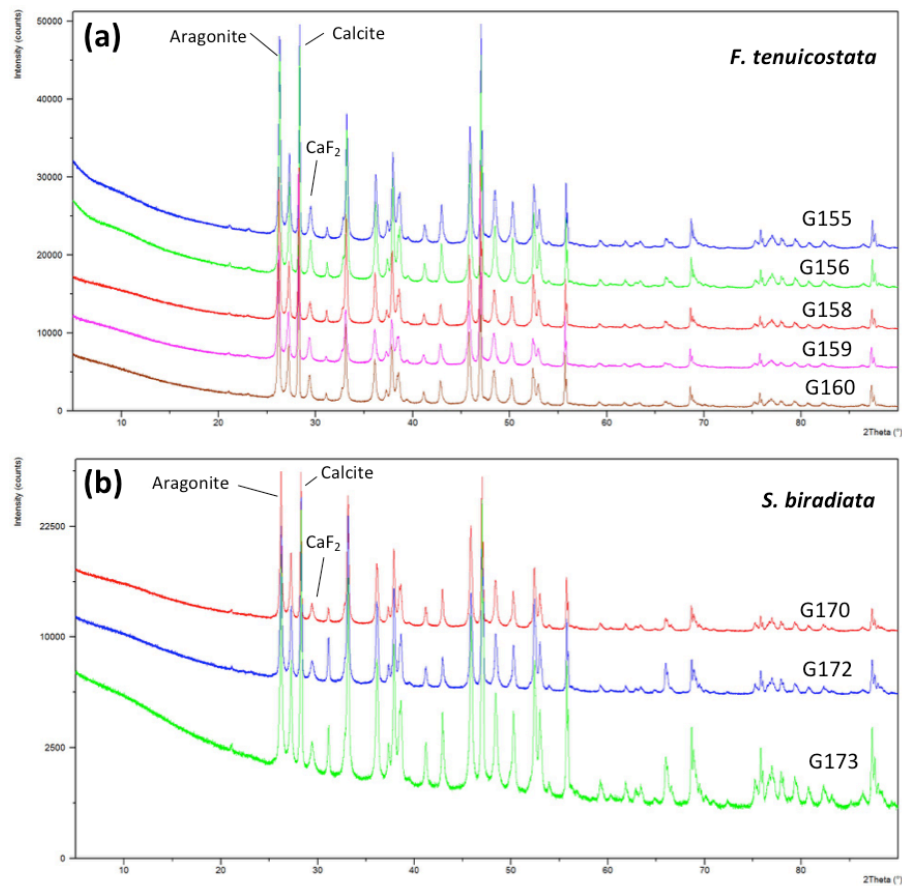 Intensity (counts)
50000
(a)
Aragonite
Calcite
F. tenuicostata
40000
CaF2
30000
G155
20000
G156
G158
10000
G159
G160
0
10 20 30 40 50 60 70 80
2Theta (°)
Intensity (counts)
(b)
Aragonite
Calcite
S. biradiata
22500
CaF2
G170
10000
G172
2500
G173
0
10 20 30 40 50 60 70 80
2Theta (°)